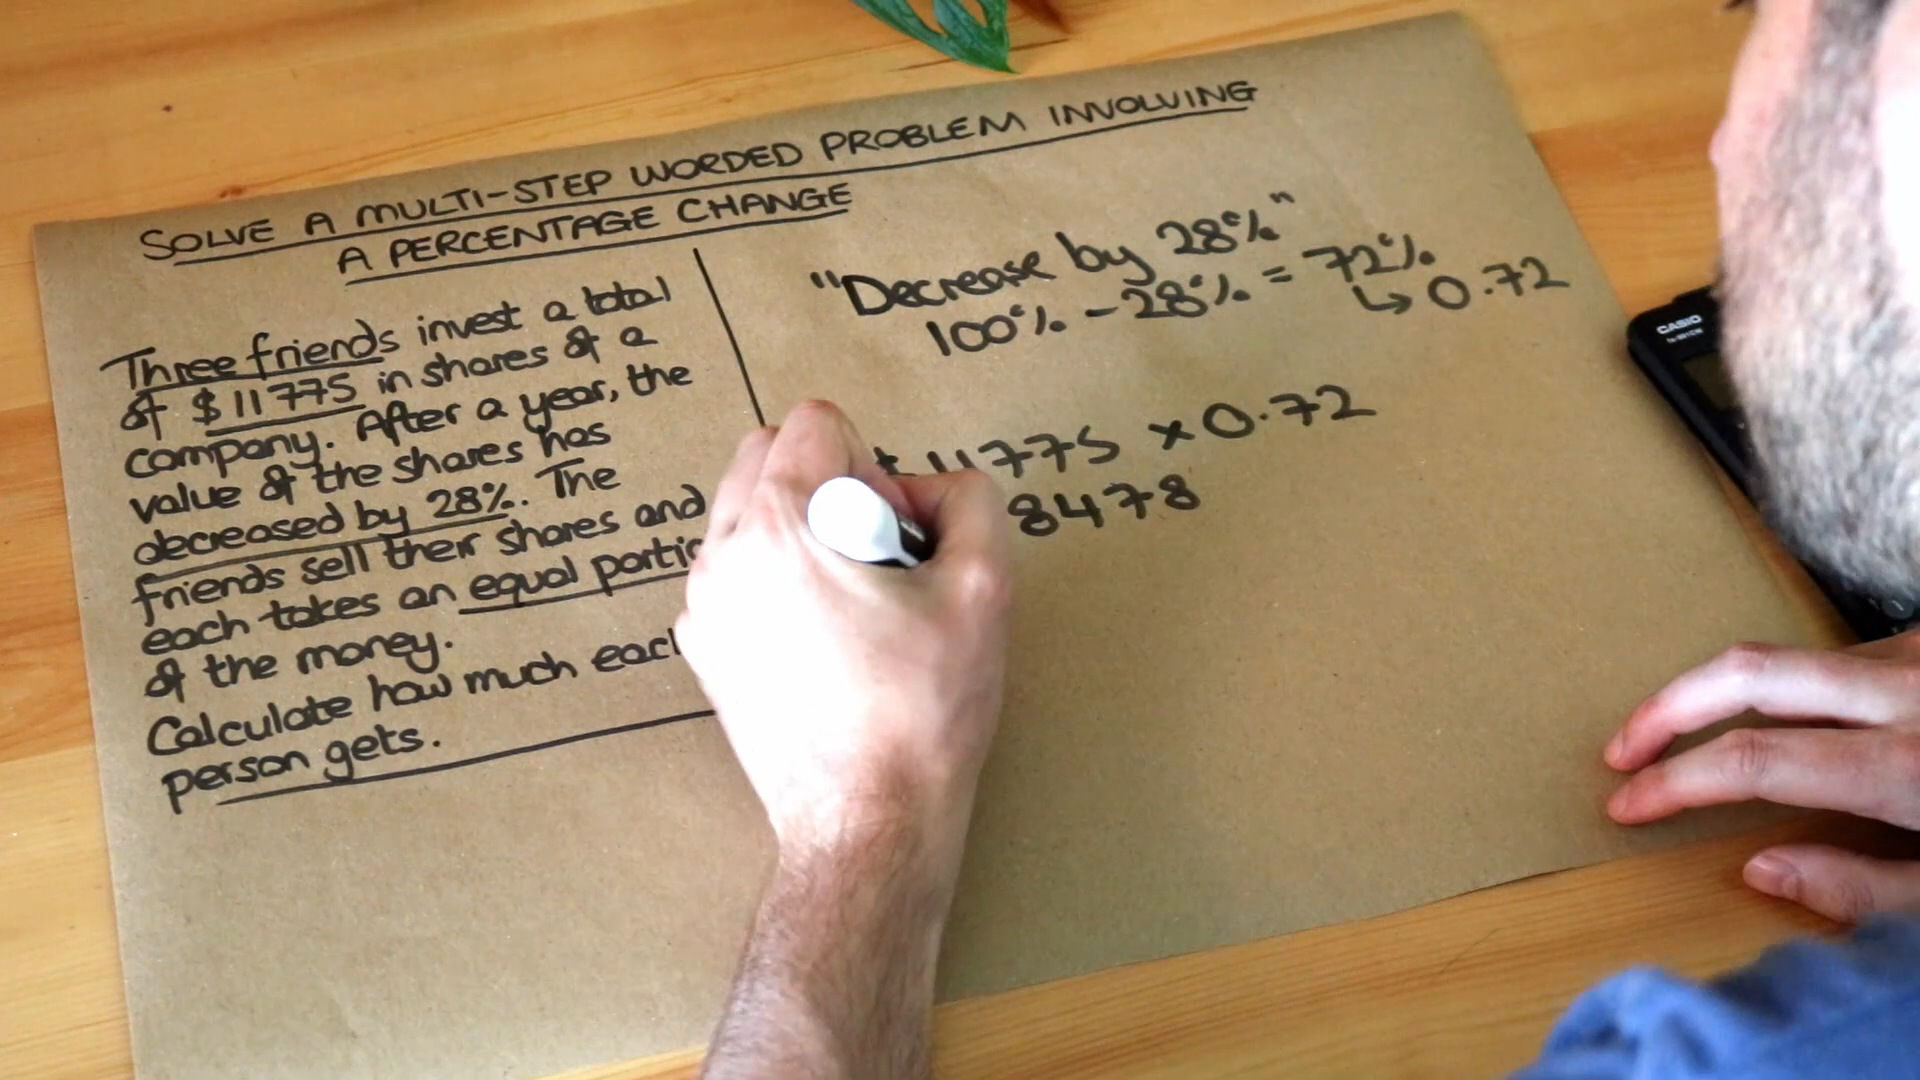 SOLVE A MULTI-STEP WORDED PROBLEM INVOLVING
A PERCENTAGE CHANGE
Three friends invest a total
of $11775 in shares of a
company. After a year, the
value of the shares has
decreased by 28%. The
friends sell their shares and
each takes an equal
of the money.
Calculate how much
person gets.
"Decrease by 28%"
100% - 28% = 72%
↳ 0.72
11775 × 0.72
8478
CASIO